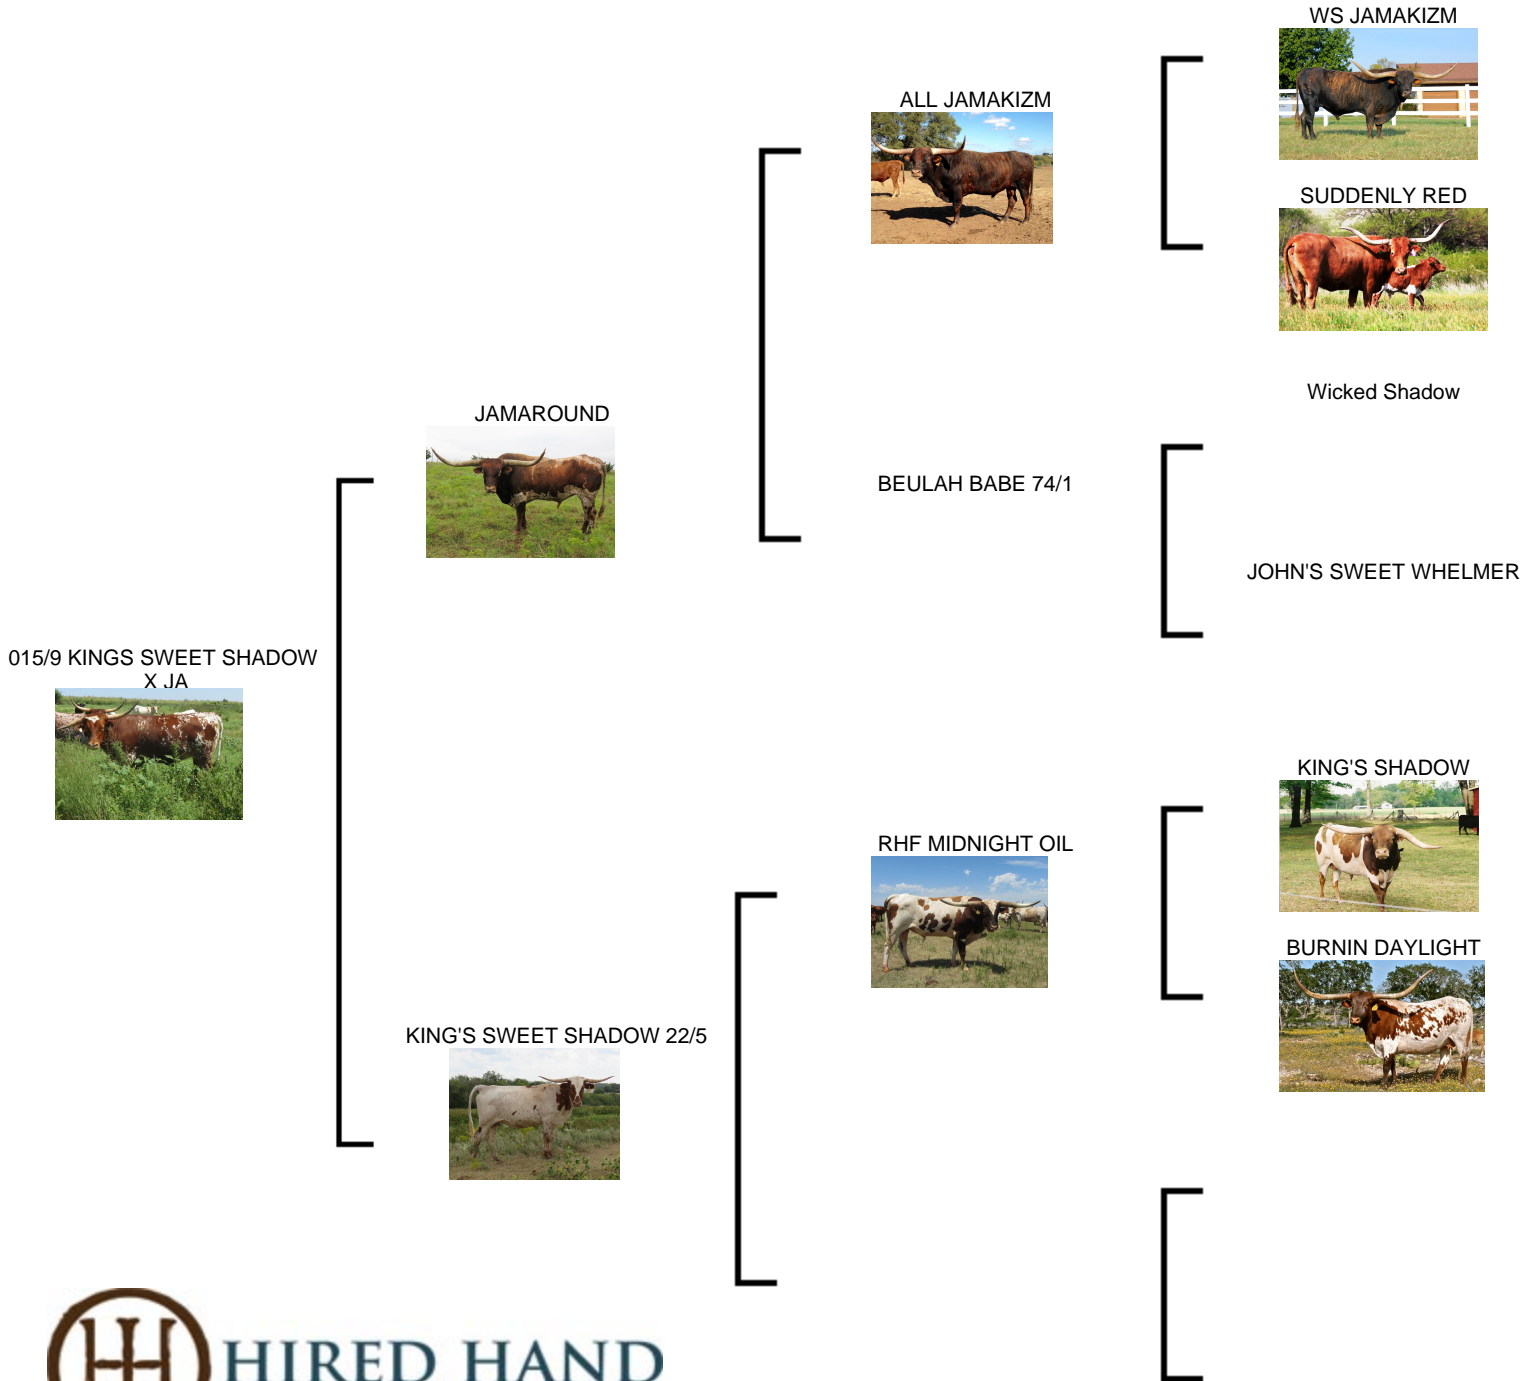 WS JAMAKIZM
ALL JAMAKIZM
SUDDENLY RED
Wicked Shadow
JAMAROUND
BEULAH BABE 74/1
JOHN'S SWEET WHELMER
015/9 KINGS SWEET SHADOW
X JA
KING'S SHADOW
RHF MIDNIGHT OIL
BURNIN DAYLIGHT
KING'S SWEET SHADOW 22/5
HIRED HAND